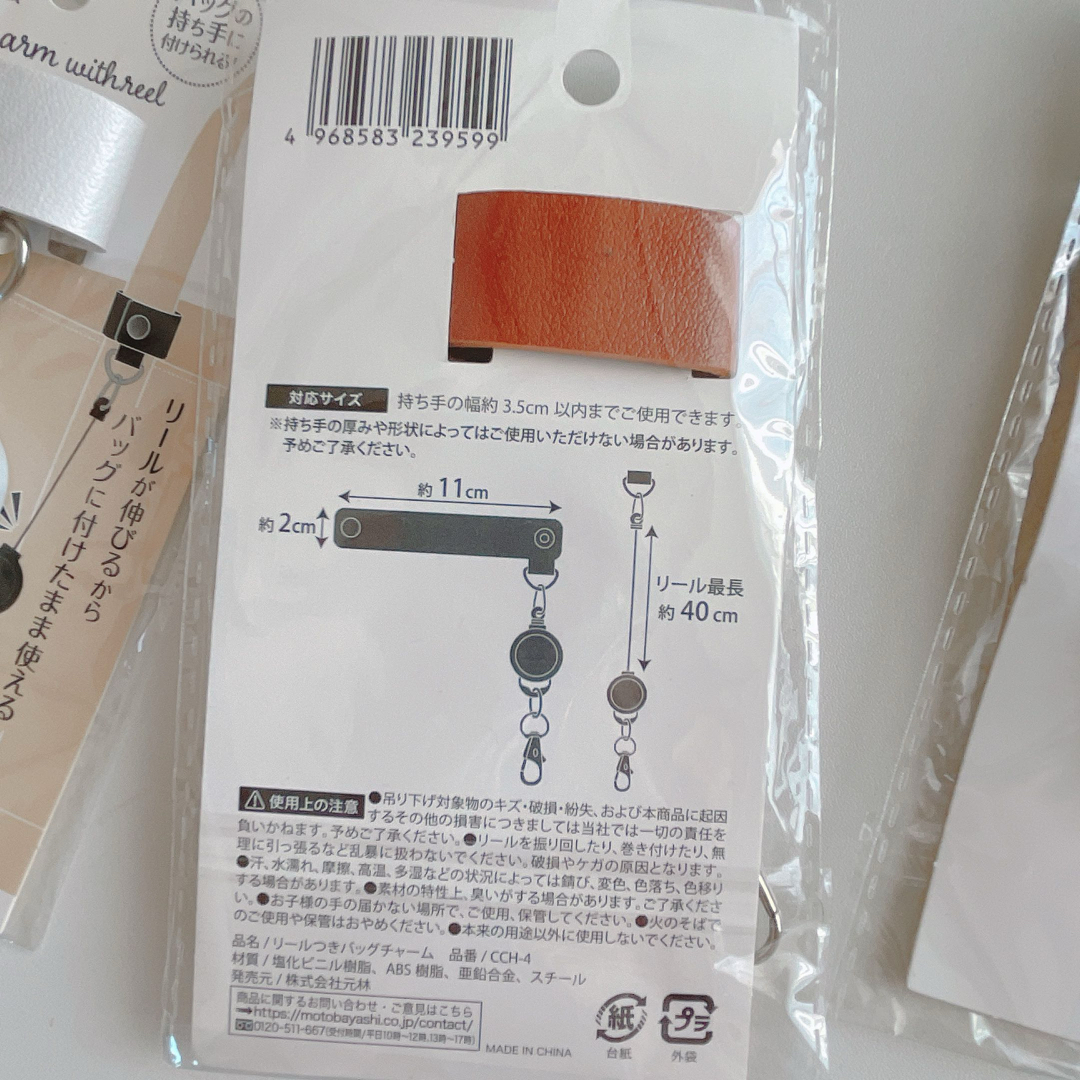 バッグの
持ち手に
付けられる!
arm with reel
リールが伸びるから
バッグに付けたまま使える
4 968583 239599
対応サイズ 持ち手の幅約 3.5cm 以内までご使用できます。
※持ち手の厚みや形状によってはご使用いただけない場合があります。
予めご了承ください。
約 11cm
約 2cm
リール最長
約 40 cm
使用上の注意 ●吊り下げ対象物のキズ・破損・紛失、および本商品に起因
するその他の損害につきましては当社では一切の責任を
負いかねます。予めご了承ください。●リールを振り回したり、巻き付けたり、無
理に引っ張るなど乱暴に扱わないでください。破損やケガの原因となります。
●汗、水濡れ、摩擦、高温、多湿などの状況によっては錆び、変色、色落ち、色移り
する場合があります。●素材の特性上、臭いがする場合があります。ご了承くださ
い。●お子様の手の届かない場所で、ご使用、保管してください。●火のそばで
のご使用や保管はおやめください。●本来の用途以外に使用しないでください。
品名 / リールつきバッグチャーム 品番 / CCH-4
材質 / 塩化ビニル樹脂、ABS 樹脂、亜鉛合金、スチール
発売元 / 株式会社元林
商品に関するお問い合わせ・ご意見はこちら
→https://motobayashi.co.jp/contact/
0120-511-667(受付時間/平日10時〜12時、13時〜17時)
MADE IN CHINA
紙
台紙
プラ
外袋